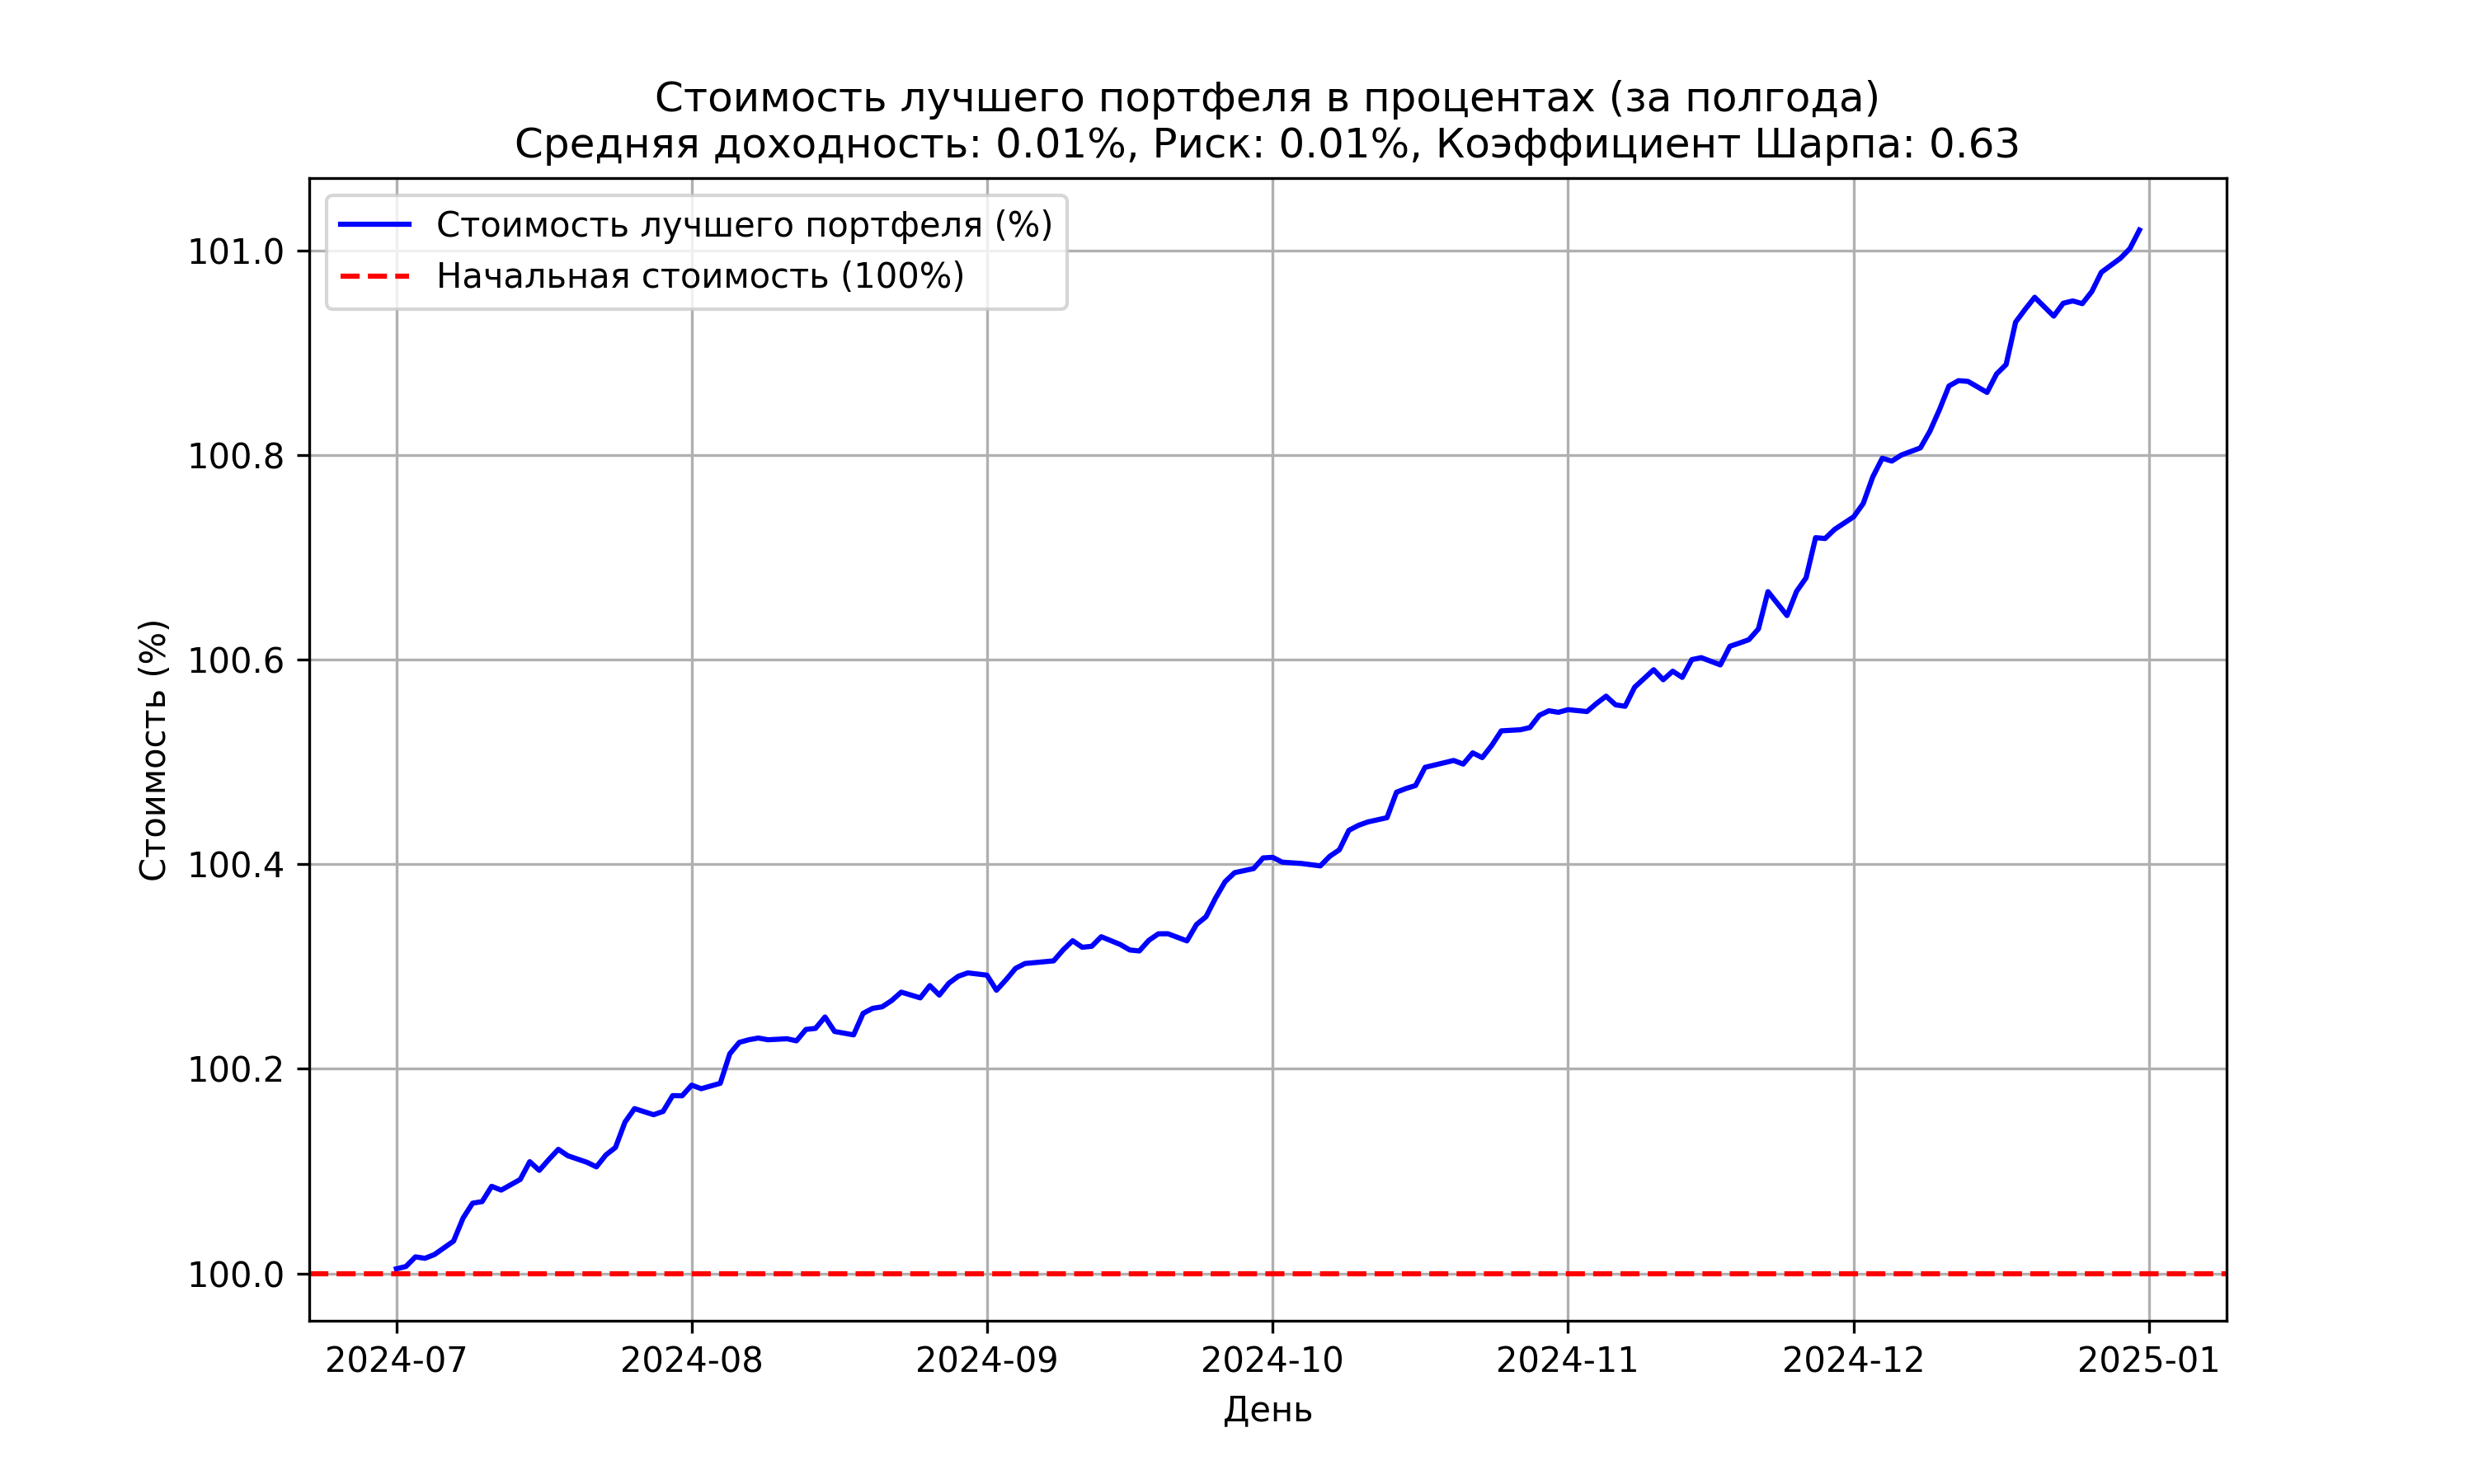 Стоимость лучшего портфеля в процентах (за полгода)
Средняя доходность: 0.01%, Риск: 0.01%, Коэффициент Шарпа: 0.63
Стоимость лучшего портфеля (%)
Начальная стоимость (100%)
Стоимость (%)
101.0
100.8
100.6
100.4
100.2
100.0
2024-07
2024-08
2024-09
2024-10
2024-11
2024-12
2025-01
День